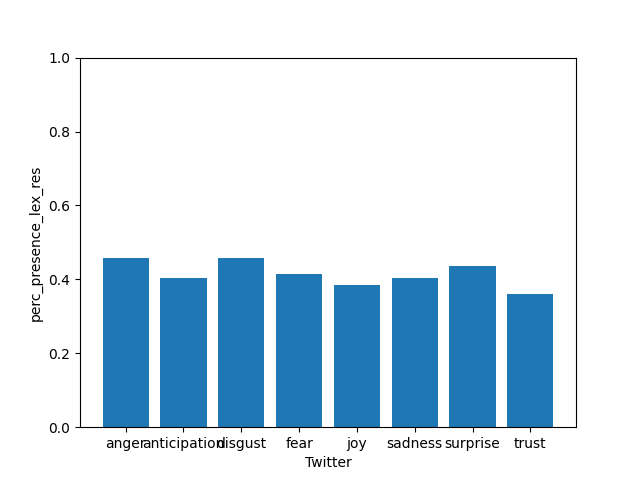 1.0
0.8
0.6
0.4
0.2
0.0
perc_presence_lex_res
anger anticipation disgust fear joy sadness surprise trust
Twitter